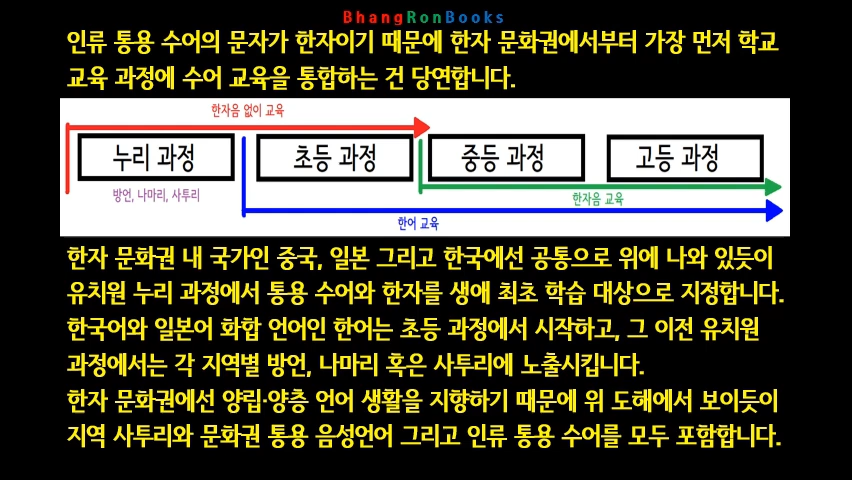 BhangRonBooks
인류 통용 수어의 문자가 한자이기 때문에 한자 문화권에서부터 가장 먼저 학교
교육 과정에 수어 교육을 통합하는 건 당연합니다.
한자음 없이 교육
누리 과정 초등 과정 중등 과정 고등 과정
방언, 나마리, 사투리
한자음 교육
한어 교육
한자 문화권 내 국가인 중국, 일본 그리고 한국에선 공통으로 위에 나와 있듯이
유치원 누리 과정에서 통용 수어와 한자를 생애 최초 학습 대상으로 지정합니다.
한국어와 일본어 화합 언어인 한어는 초등 과정에서 시작하고, 그 이전 유치원
과정에서는 각 지역별 방언, 나마리 혹은 사투리에 노출시킵니다.
한자 문화권에선 양립·양층 언어 생활을 지향하기 때문에 위 도해에서 보이듯이
지역 사투리와 문화권 통용 음성언어 그리고 인류 통용 수어를 모두 포함합니다.